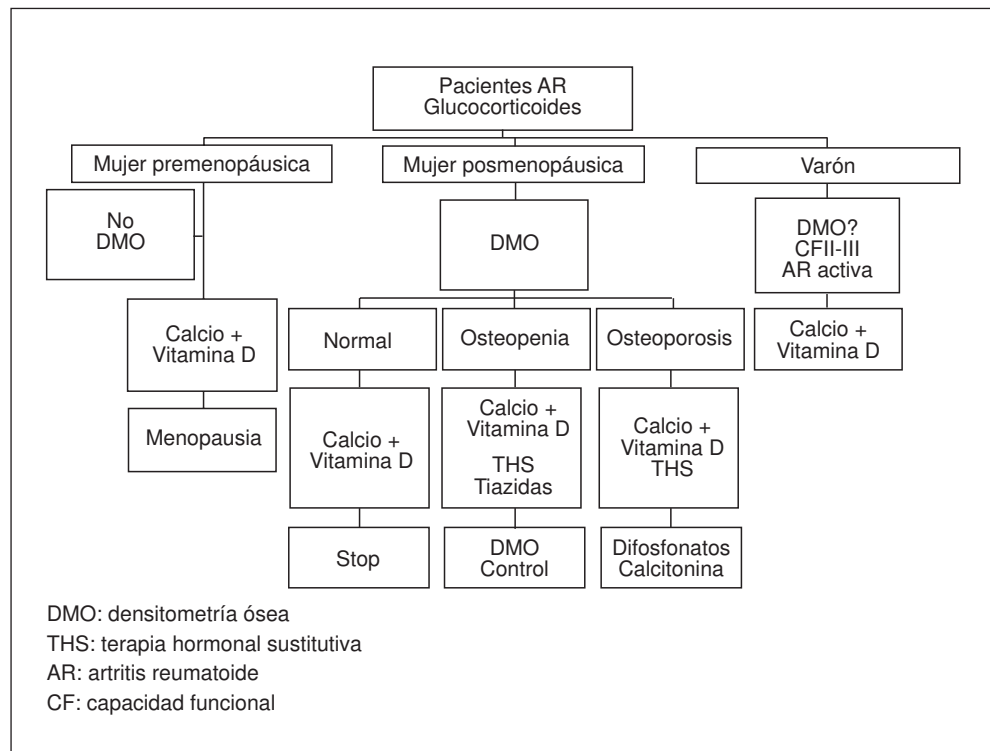 Pacientes AR
Glucocorticoides
Mujer premenopáusica
Mujer posmenopáusica
Varón
No
DMO
DMO
DMO?
CFII-III
AR activa
Calcio +
Vitamina D
Normal
Osteopenia
Osteoporosis
Calcio +
Vitamina D
Menopausia
Calcio +
Vitamina D
Calcio +
Vitamina D
THS
Tiazidas
Calcio +
Vitamina D
THS
Stop
DMO
Control
Difosfonatos
Calcitonina
DMO: densitometría ósea
THS: terapia hormonal sustitutiva
AR: artritis reumatoide
CF: capacidad funcional